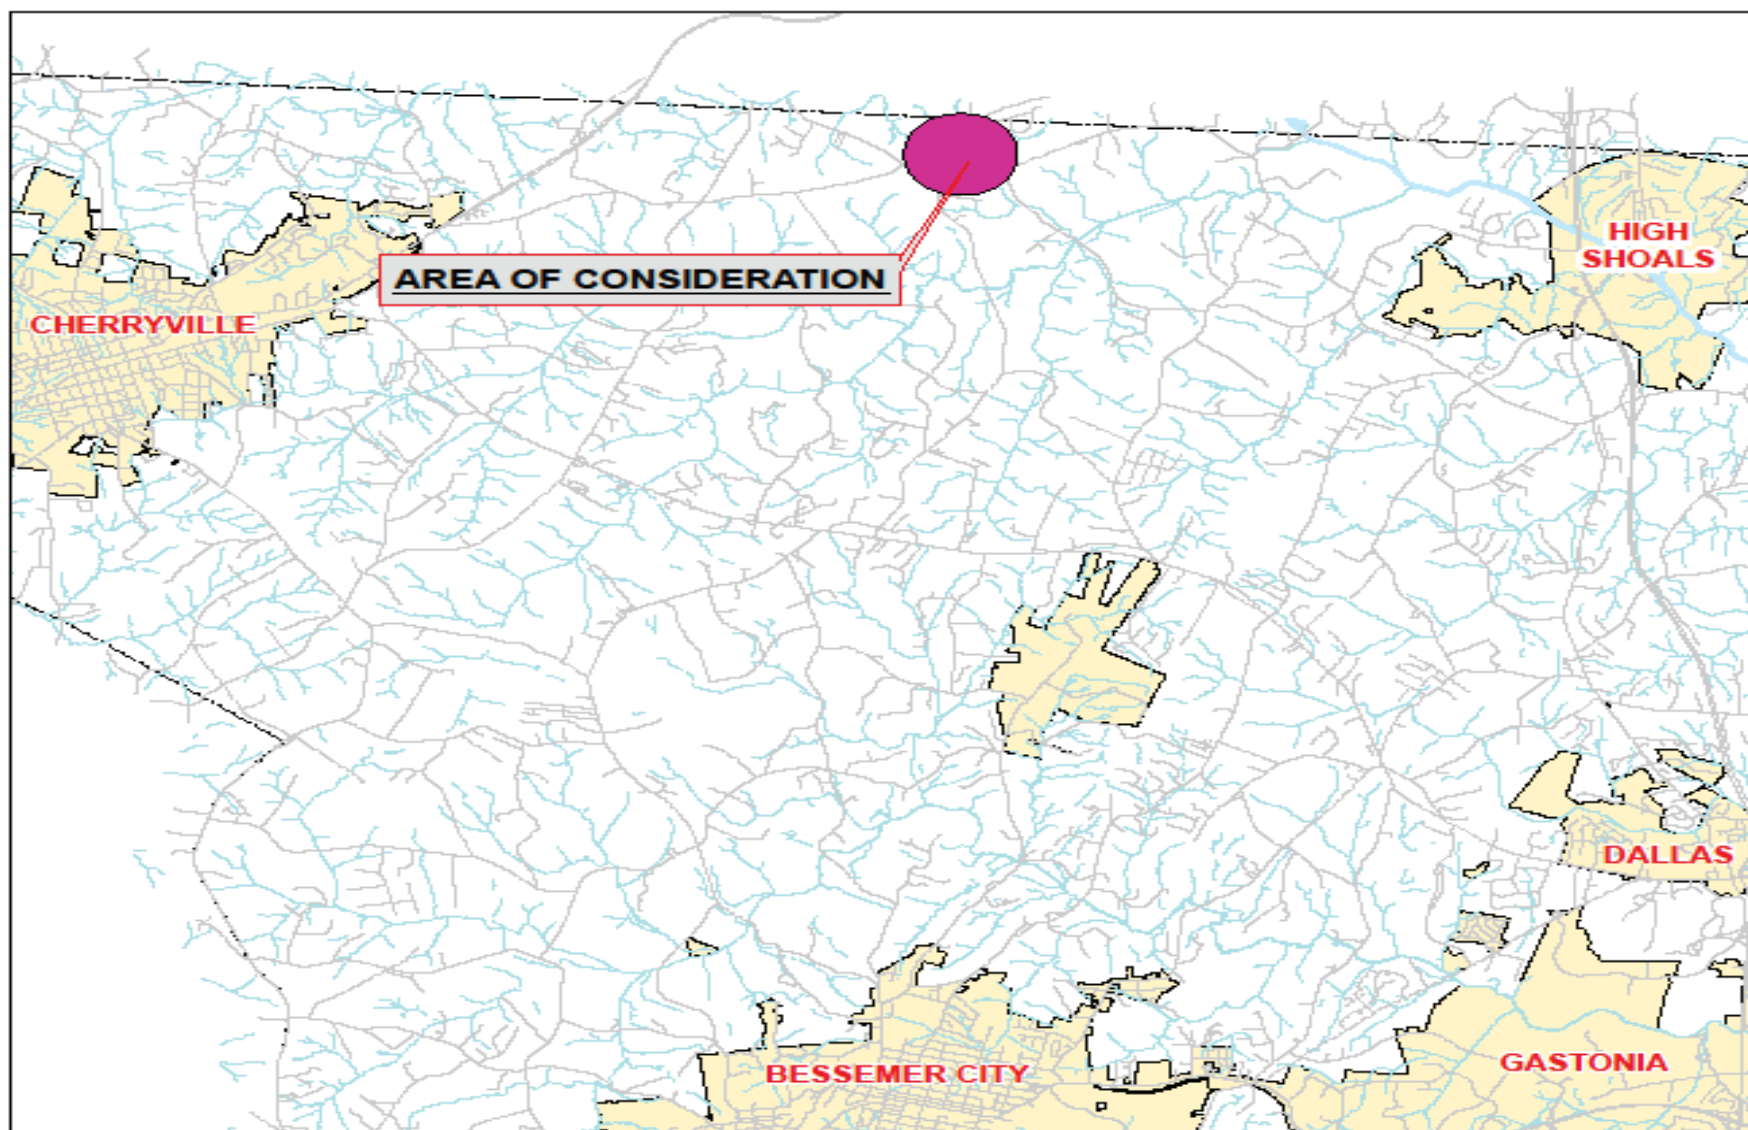 HIGH
SHOALS
AREA OF CONSIDERATION
CHERRYVILLE
DALLAS
GASTONIA
BESSEMER CITY